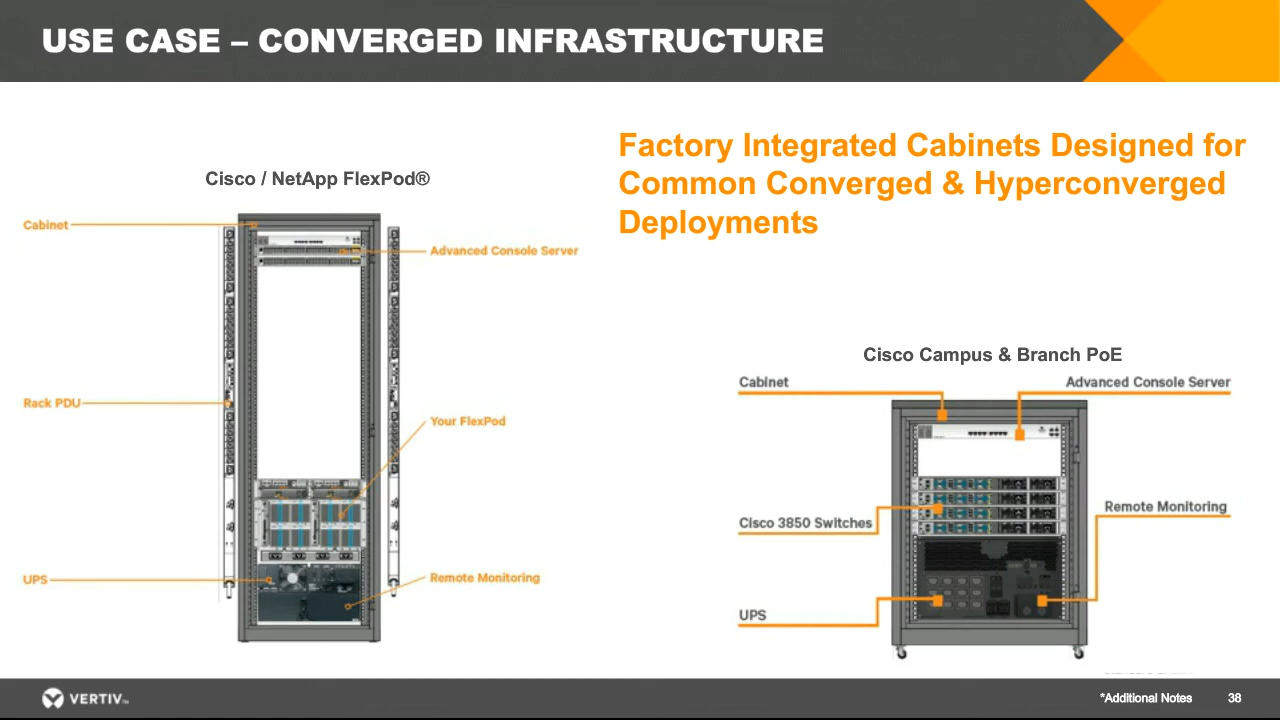 USE CASE – CONVERGED INFRASTRUCTURE
Factory Integrated Cabinets Designed for
Common Converged & Hyperconverged
Deployments
Cisco / NetApp FlexPod®
Cabinet
Advanced Console Server
Rack PDU
Your FlexPod
UPS
Remote Monitoring
Cisco Campus & Branch PoE
Cabinet
Advanced Console Server
Cisco 3850 Switches
Remote Monitoring
UPS
VERTIV™
*Additional Notes
38